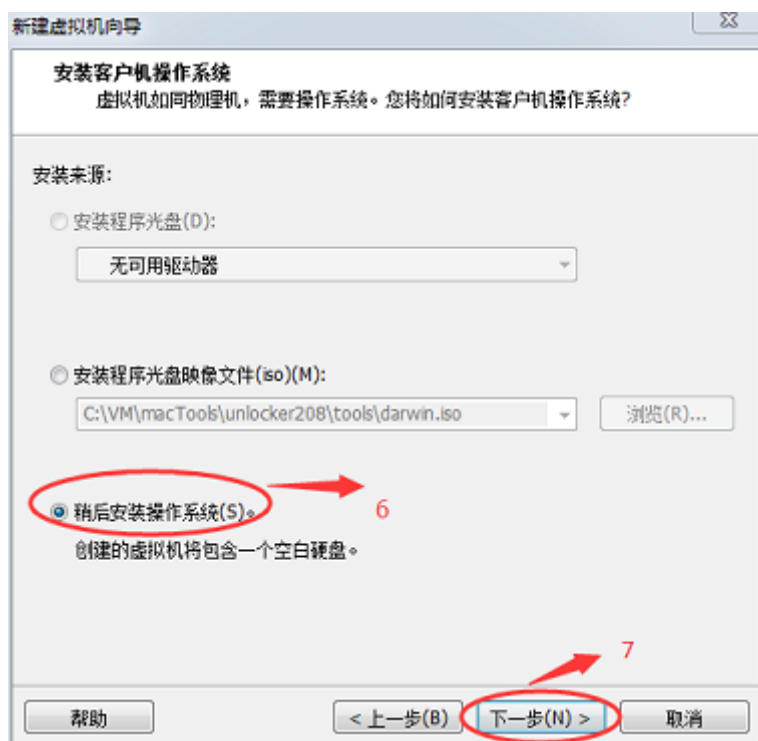 新建虚拟机向导
安装客户机操作系统
虚拟机如同物理机，需要操作系统。您将如何安装客户机操作系统?
安装来源:
安装程序光盘(D):
无可用驱动器
安装程序光盘映像文件(iso)(M):
C:\VM\macTools\unlocker208\tools\darwin.iso
浏览(R)...
稍后安装操作系统(S)。
6
创建的虚拟机将包含一个空白硬盘。
7
帮助
< 上一步(B)
下一步(N) >
取消